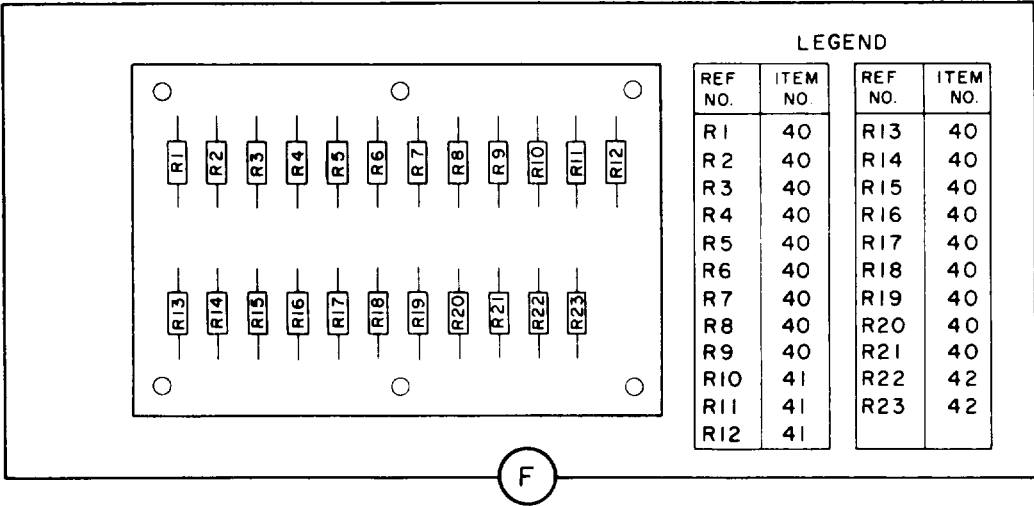 LEGEND
REF NO. ITEM NO. REF NO. ITEM NO.
R1 40 R13 40
R2 40 R14 40
R3 40 R15 40
R4 40 R16 40
R5 40 R17 40
R6 40 R18 40
R7 40 R19 40
R8 40 R20 40
R9 40 R21 40
R10 41 R22 42
R11 41 R23 42
R12 41
R1 R2 R3 R4 R5 R6 R7 R8 R9 R10 R11 R12
R13 R14 R15 R16 R17 R18 R19 R20 R21 R22 R23
F